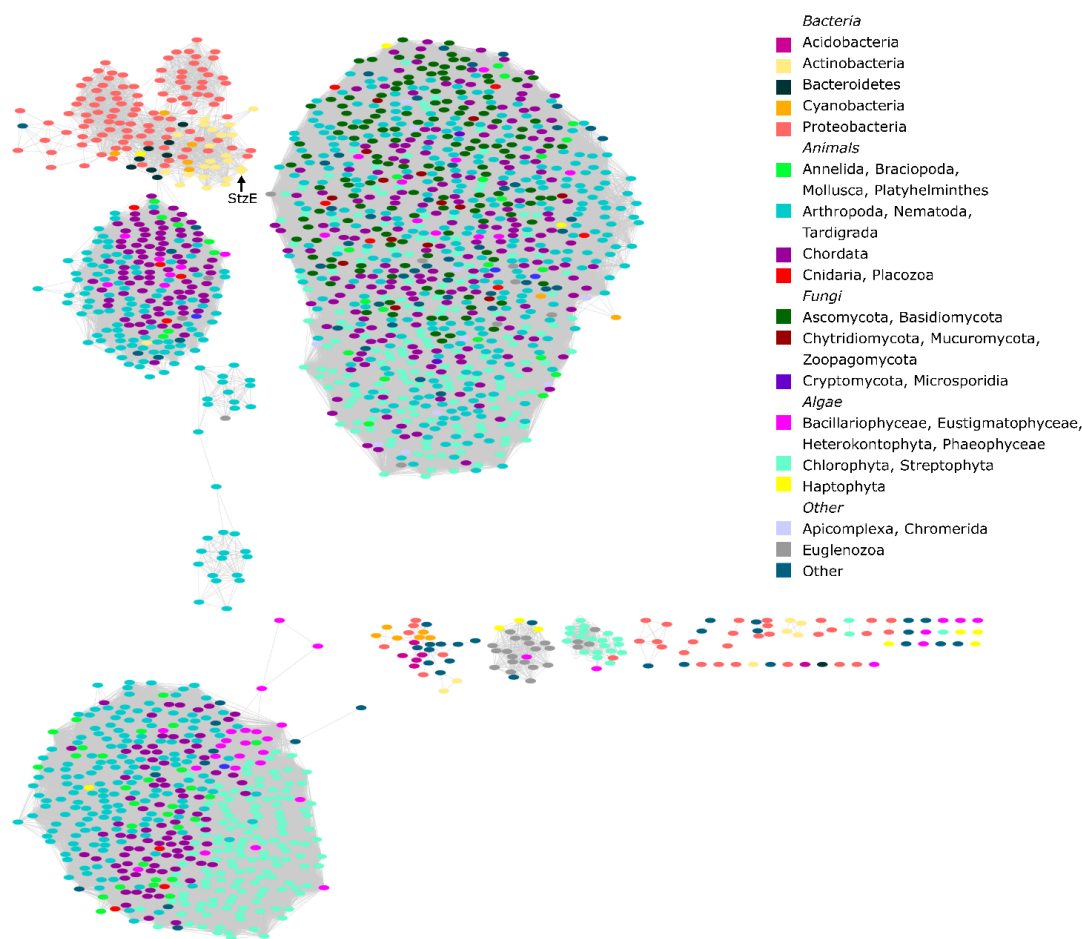 Bacteria
Acidobacteria
Actinobacteria
Bacteroidetes
Cyanobacteria
Proteobacteria
Animals
Annelida, Braciopoda,
Mollusca, Platyhelminthes
Arthropoda, Nematoda,
Tardigrada
Chordata
Cnidaria, Placozoa
Fungi
Ascomycota, Basidiomycota
Chytridiomycota, Mucuromycota,
Zoopagomycota
Cryptomycota, Microsporidia
Algae
Bacillariophyceae, Eustigmatophyceae,
Heterokontophyta, Phaeophyceae
Chlorophyta, Streptophyta
Haptophyta
Other
Apicomplexa, Chromerida
Euglenozoa
Other
StzE